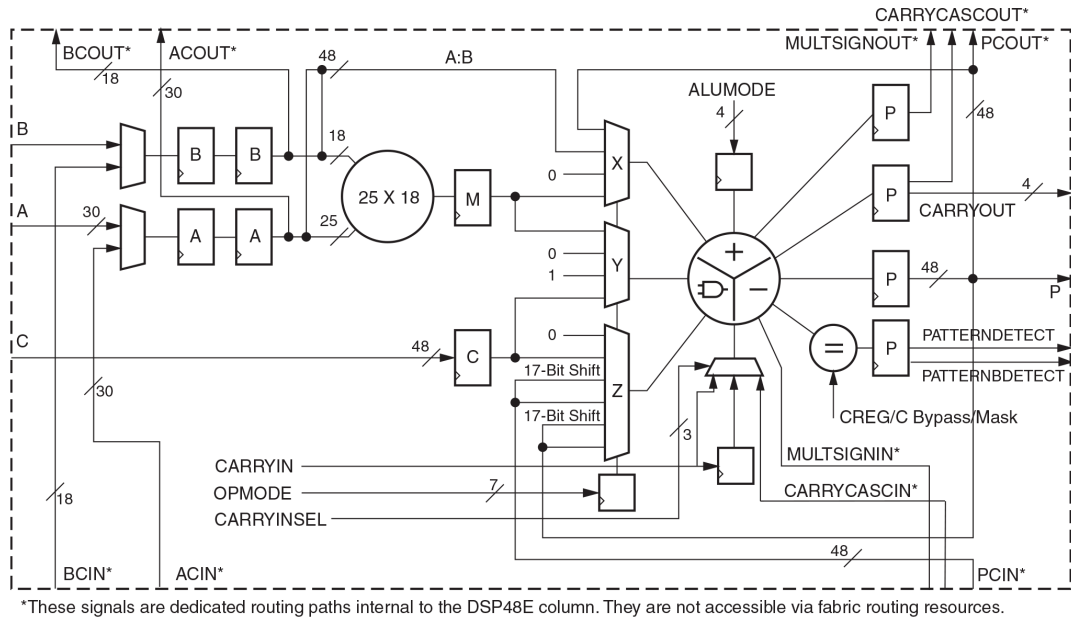 CARRYCASCOUT*
BCOUT*
ACOUT*
48
A:B
MULTSIGNOUT*
PCOUT*
18
30
ALUMODE
4
P
48
B
18
B
B
X
0
25 X 18
M
P
4
CARRYOUT
A
30
25
A
A
0
Y
1
+
−
48
P
P
C
48
C
0
17-Bit Shift
Z
17-Bit Shift
=
P
PATTERNDETECT
PATTERNBDETECT
30
3
CREG/C Bypass/Mask
CARRYIN
MULTSIGNIN*
18
OPMODE
7
CARRYCASCIN*
CARRYINSEL
48
BCIN*
ACIN*
PCIN*
*These signals are dedicated routing paths internal to the DSP48E column. They are not accessible via fabric routing resources.